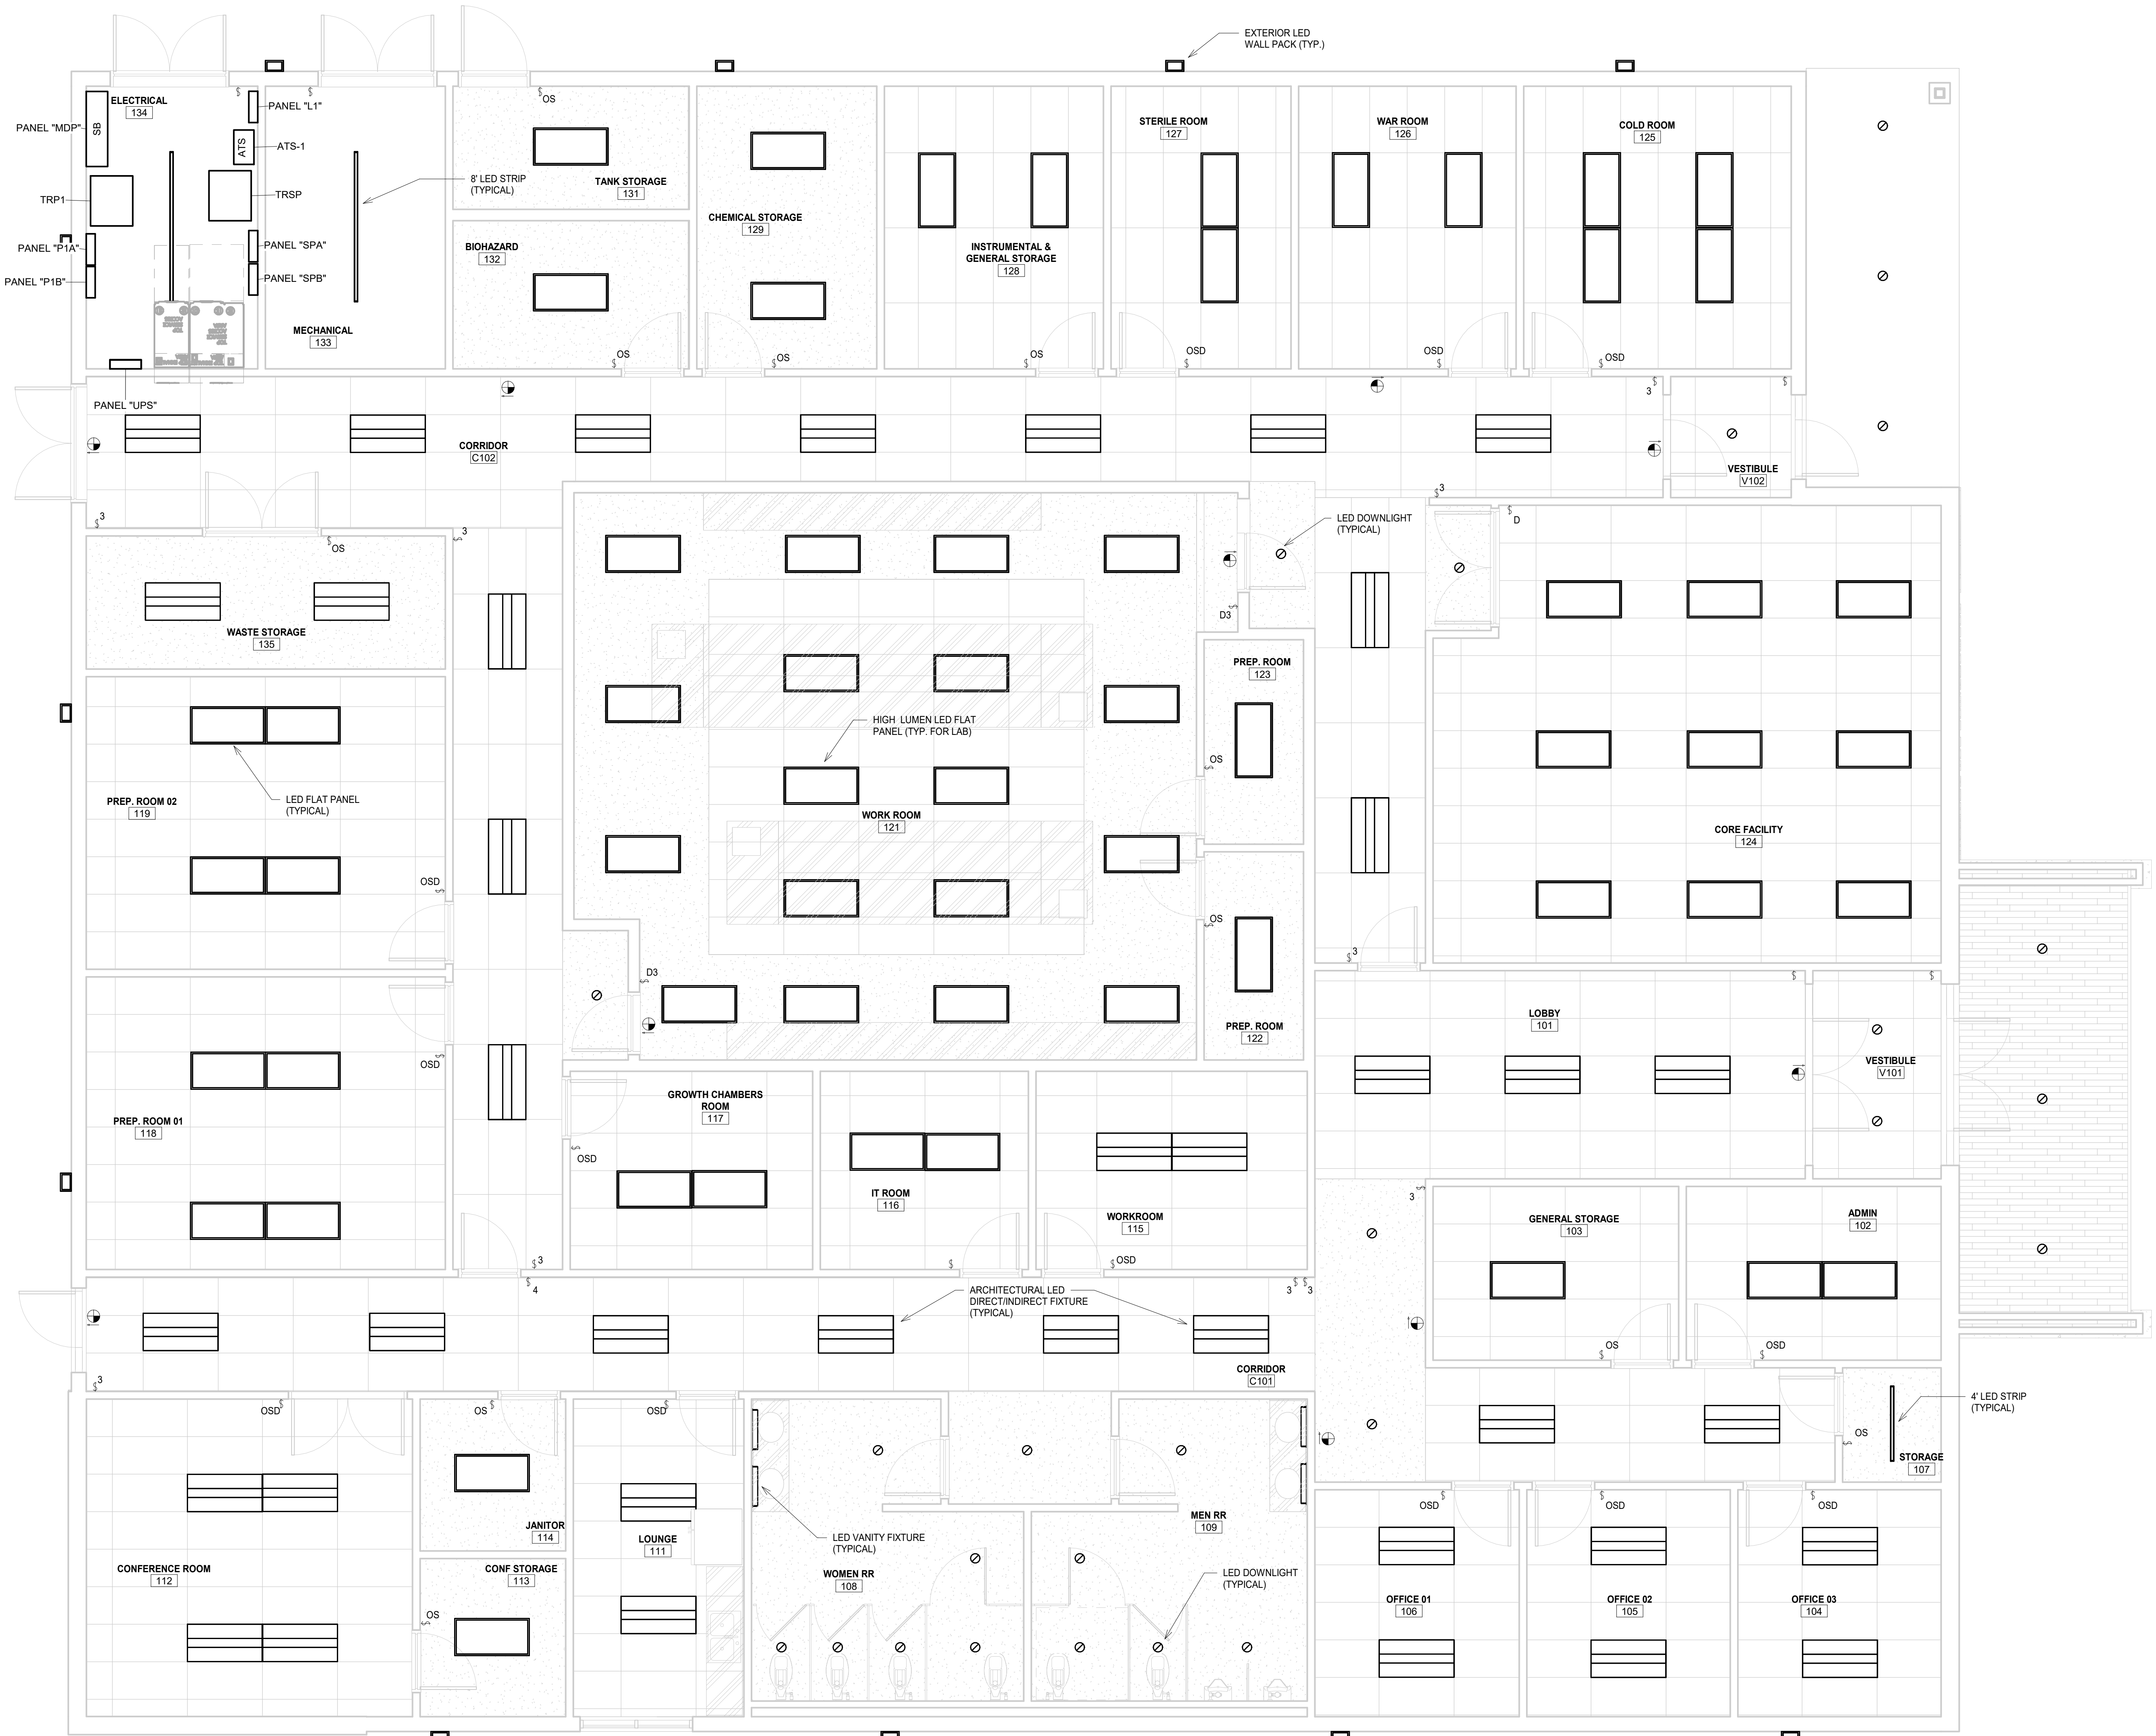 EXTERIOR LED
WALL PACK (TYP.)
ELECTRICAL
134
PANEL "L1"
PANEL "MDP"
SB
ATS
ATS-1
TRP1
TRSP
PANEL "P1A"
PANEL "P1B"
PANEL "SPA"
PANEL "SPB"
PANEL "UPS"
8' LED STRIP
(TYPICAL)
MECHANICAL
133
$
$
$OS
TANK STORAGE
131
BIOHAZARD
132
$OS
CHEMICAL STORAGE
129
$OS
INSTRUMENTAL &
GENERAL STORAGE
128
$OS
STERILE ROOM
127
$OSD
WAR ROOM
126
OSD$
COLD ROOM
125
$OSD
CORRIDOR
C102
$3
$
VESTIBULE
V102
$3
$3
$3
$OS
WASTE STORAGE
135
LED DOWNLIGHT
(TYPICAL)
$D
D3$
PREP. ROOM
123
OS$
PREP. ROOM 02
119
LED FLAT PANEL
(TYPICAL)
OSD$
HIGH LUMEN LED FLAT
PANEL (TYP. FOR LAB)
WORK ROOM
121
CORE FACILITY
124
OS$
PREP. ROOM
122
$3
D3$
OSD$
PREP. ROOM 01
118
LOBBY
101
$
$
VESTIBULE
V101
GROWTH CHAMBERS
ROOM
117
$OSD
IT ROOM
116
$
WORKROOM
115
$OSD
$3
3$
GENERAL STORAGE
103
OS$
ADMIN
102
OSD$
$4
ARCHITECTURAL LED
DIRECT/INDIRECT FIXTURE
(TYPICAL)
3$ $3
CORRIDOR
C101
$3
OSD$
OS$
OSD$
4' LED STRIP
(TYPICAL)
OS$
STORAGE
107
JANITOR
114
LOUNGE
111
LED VANITY FIXTURE
(TYPICAL)
MEN RR
109
OSD$
$OSD
$OSD
CONFERENCE ROOM
112
CONF STORAGE
113
OS$
WOMEN RR
108
LED DOWNLIGHT
(TYPICAL)
OFFICE 01
106
OFFICE 02
105
OFFICE 03
104